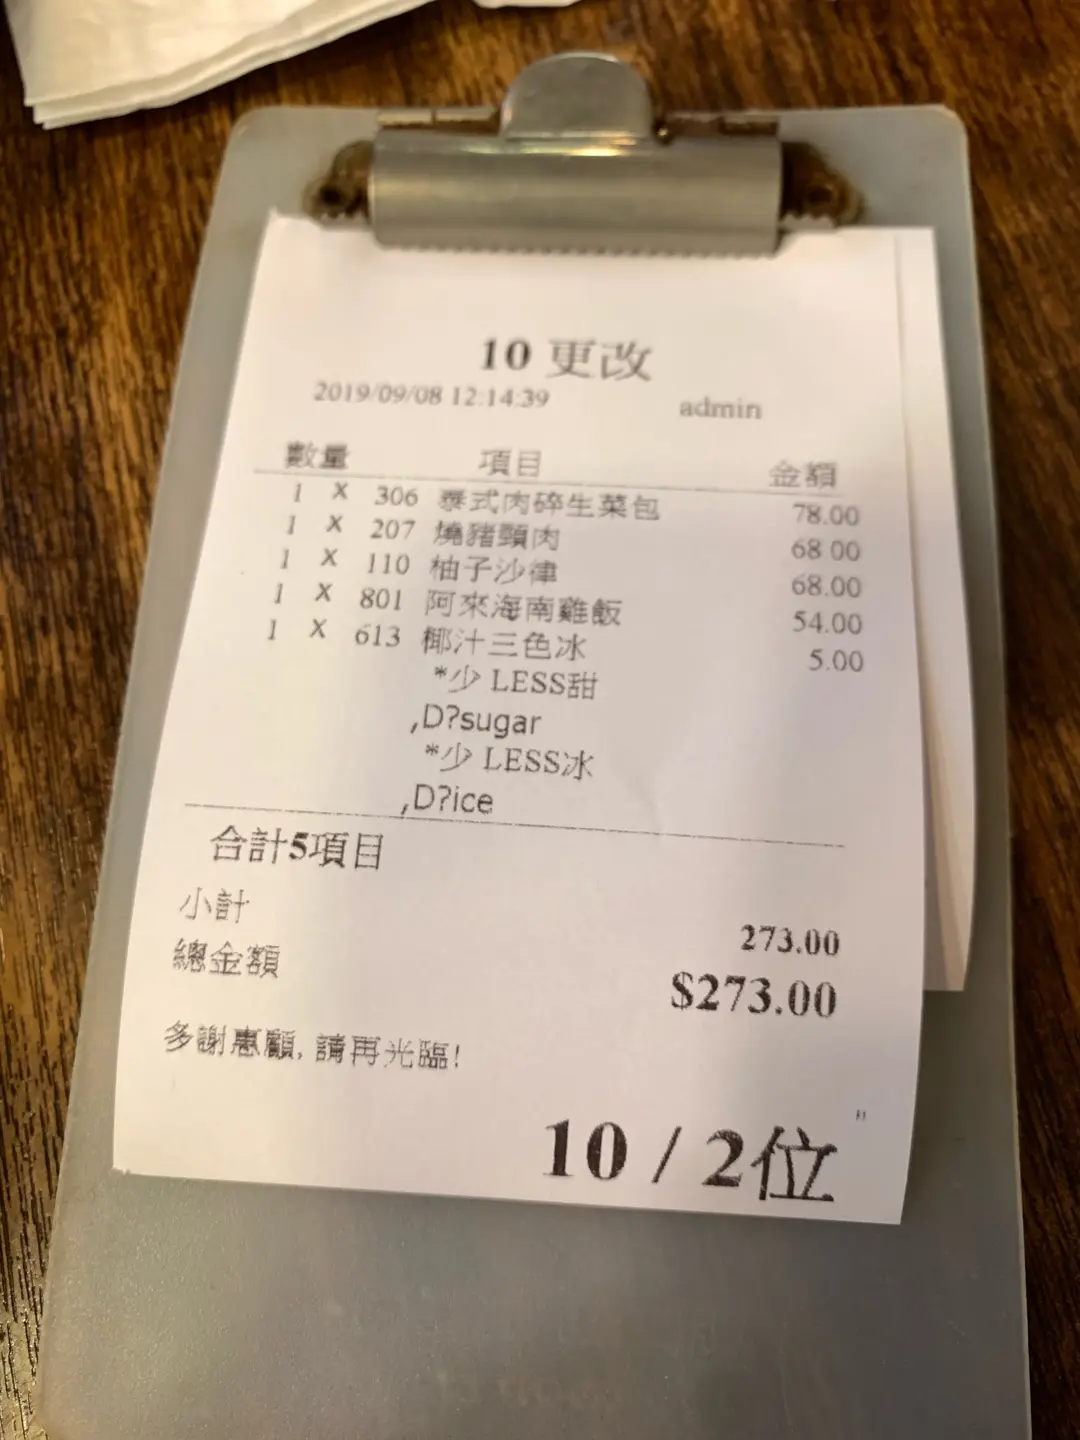 10 更改
2019/09/08 12:14:39 admin
數量 項目 金額
1 X 306 泰式肉碎生菜包 78.00
1 X 207 燒豬頸肉 68.00
1 X 110 柚子沙律 68.00
1 X 801 阿來海南雞飯 54.00
1 X 613 椰汁三色冰 5.00
*少 LESS甜
,D?sugar
*少 LESS冰
,D?ice
合計5項目
小計 273.00
總金額 $273.00
多謝惠顧, 請再光臨!
10 / 2位